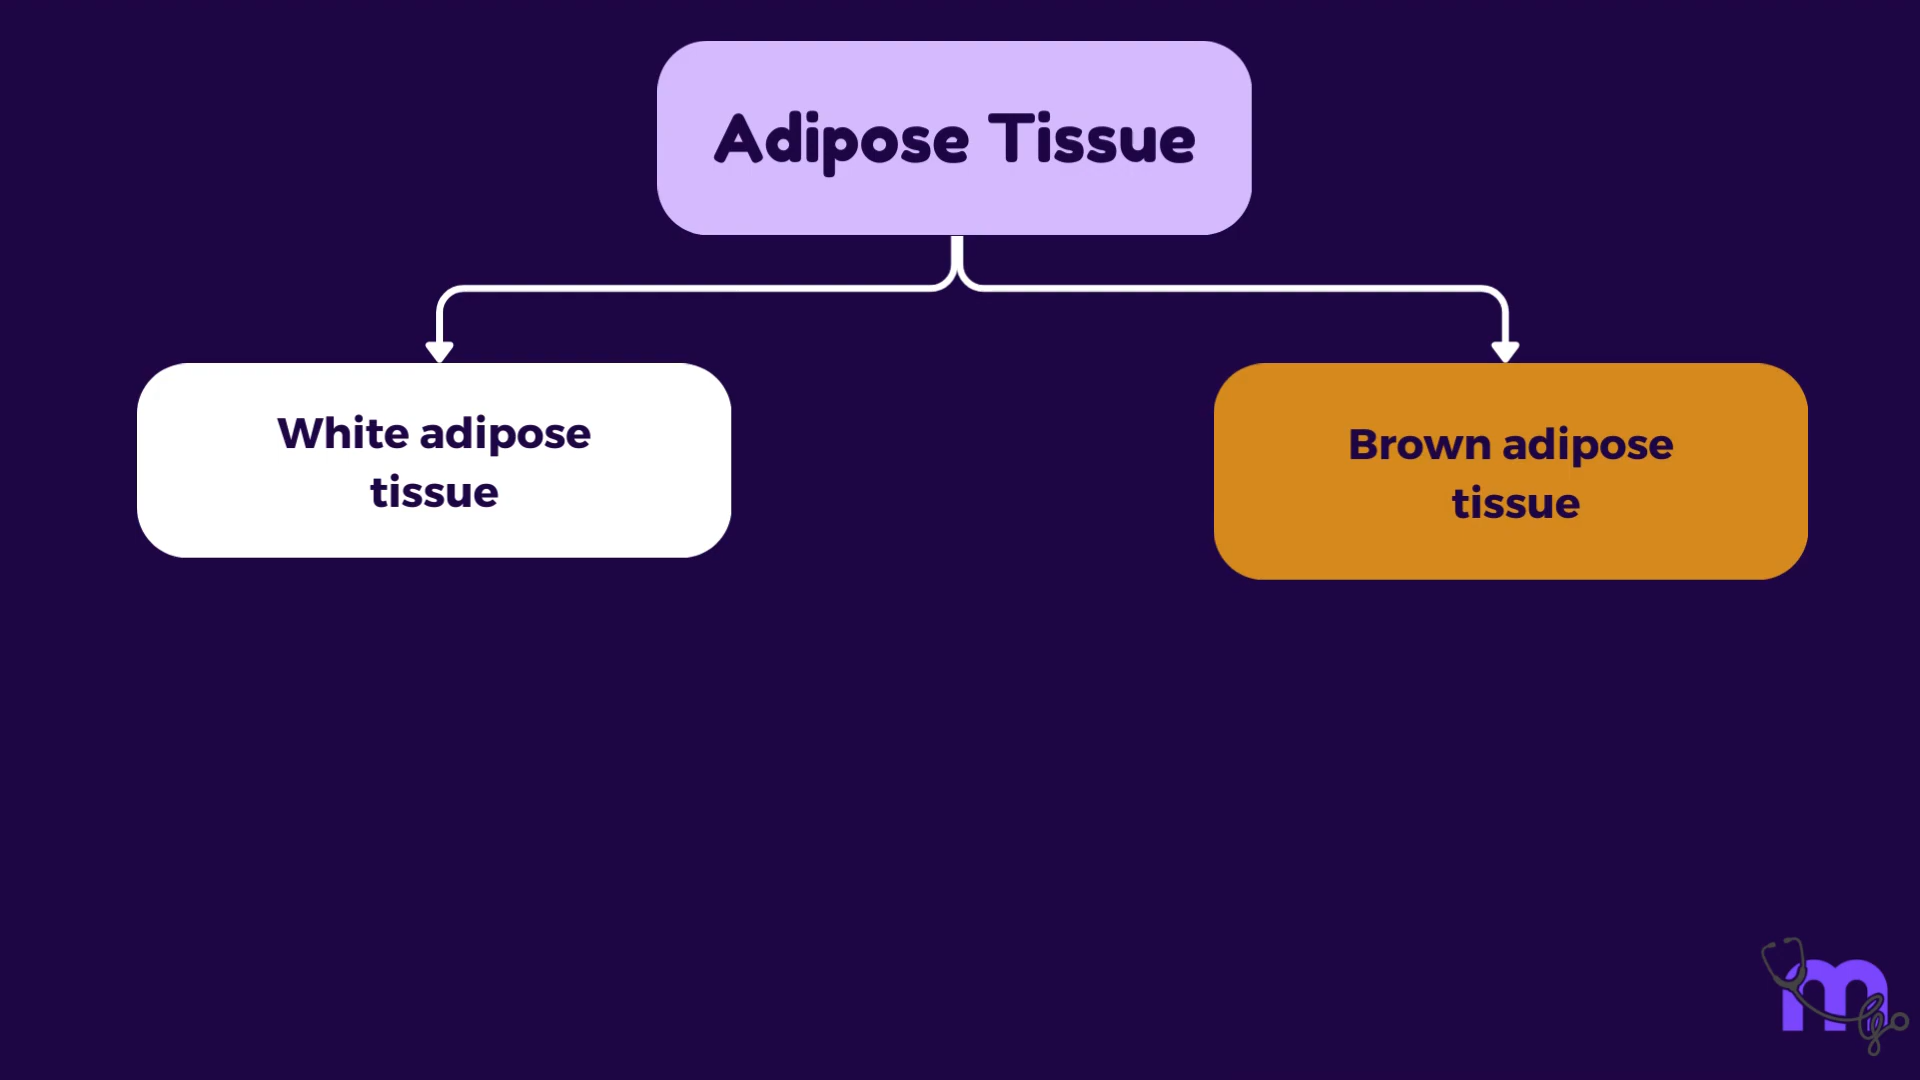 Adipose Tissue
White adipose
tissue
Brown adipose
tissue
m